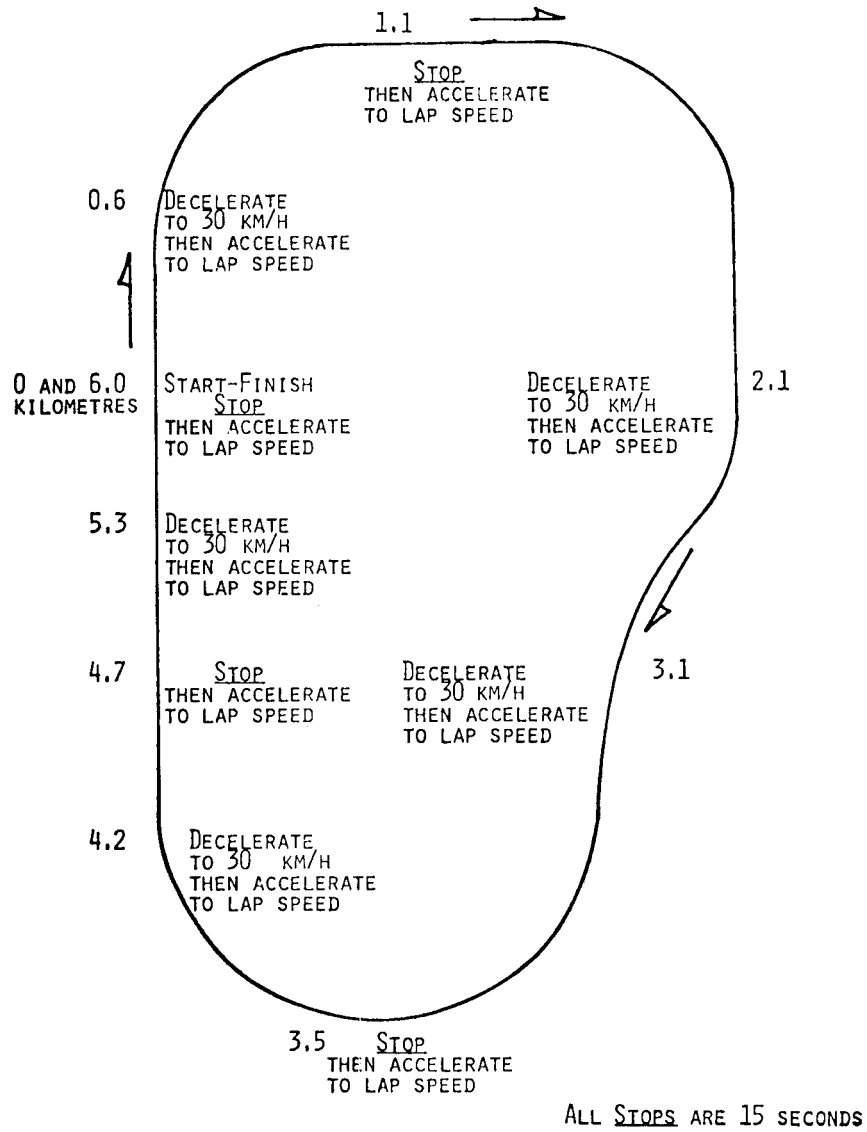 1.1
STOP
THEN ACCELERATE
TO LAP SPEED
0.6
DECELERATE
TO 30 KM/H
THEN ACCELERATE
TO LAP SPEED
0 AND 6.0
KILOMETRES
START-FINISH
STOP
THEN ACCELERATE
TO LAP SPEED
DECELERATE
TO 30 KM/H
THEN ACCELERATE
TO LAP SPEED
2.1
5.3
DECELERATE
TO 30 KM/H
THEN ACCELERATE
TO LAP SPEED
4.7
STOP
THEN ACCELERATE
TO LAP SPEED
DECELERATE
TO 30 KM/H
THEN ACCELERATE
TO LAP SPEED
3.1
4.2
DECELERATE
TO 30 KM/H
THEN ACCELERATE
TO LAP SPEED
3.5
STOP
THEN ACCELERATE
TO LAP SPEED
ALL STOPS ARE 15 SECONDS